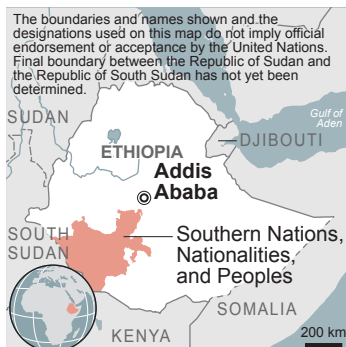 The boundaries and names shown and the
designations used on this map do not imply official
endorsement or acceptance by the United Nations.
Final boundary between the Republic of Sudan and
the Republic of South Sudan has not yet been
determined.
SUDAN
Gulf of
Aden
DJIBOUTI
ETHIOPIA
Addis
Ababa
SOUTH
SUDAN
Southern Nations,
Nationalities,
and Peoples
SOMALIA
KENYA
200 km